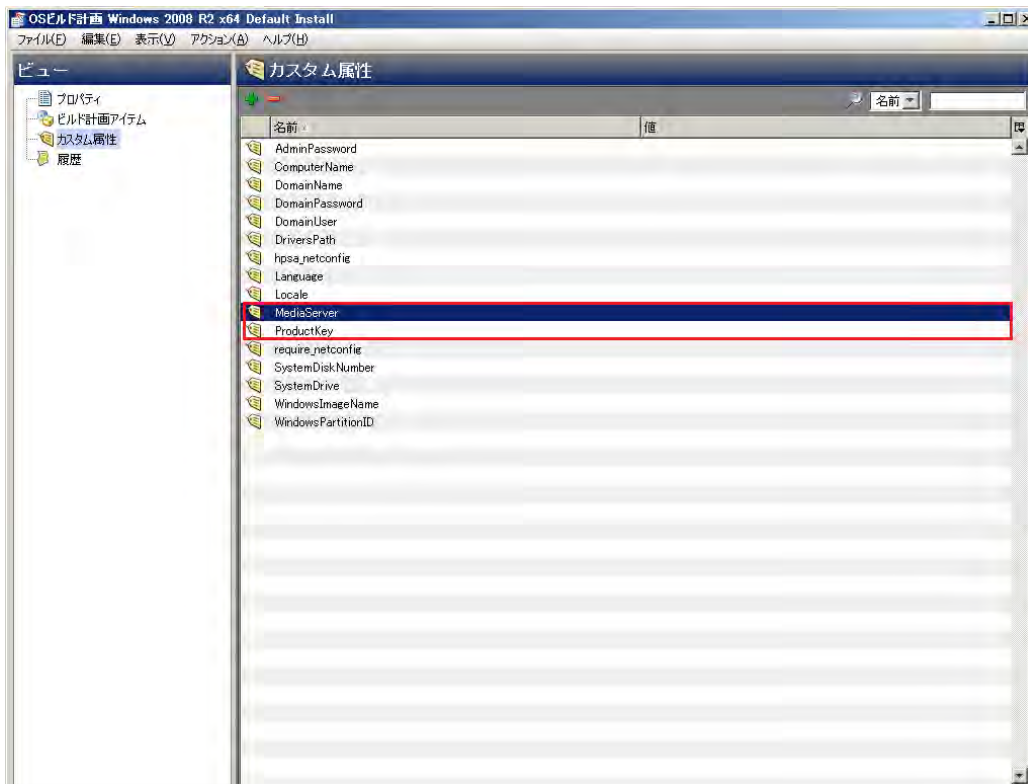 OSビルド計画 Windows 2008 R2 x64 Default Install
ファイル(F) 編集(E) 表示(V) アクション(A) ヘルプ(H)
ビュー
プロパティ
ビルド計画アイテム
カスタム属性
履歴
カスタム属性
名前
名前
値
AdminPassword
ComputerName
DomainName
DomainPassword
DomainUser
DriversPath
hpsa_netconfig
Language
Locale
MediaServer
ProductKey
require_netconfig
SystemDiskNumber
SystemDrive
WindowsImageName
WindowsPartitionID